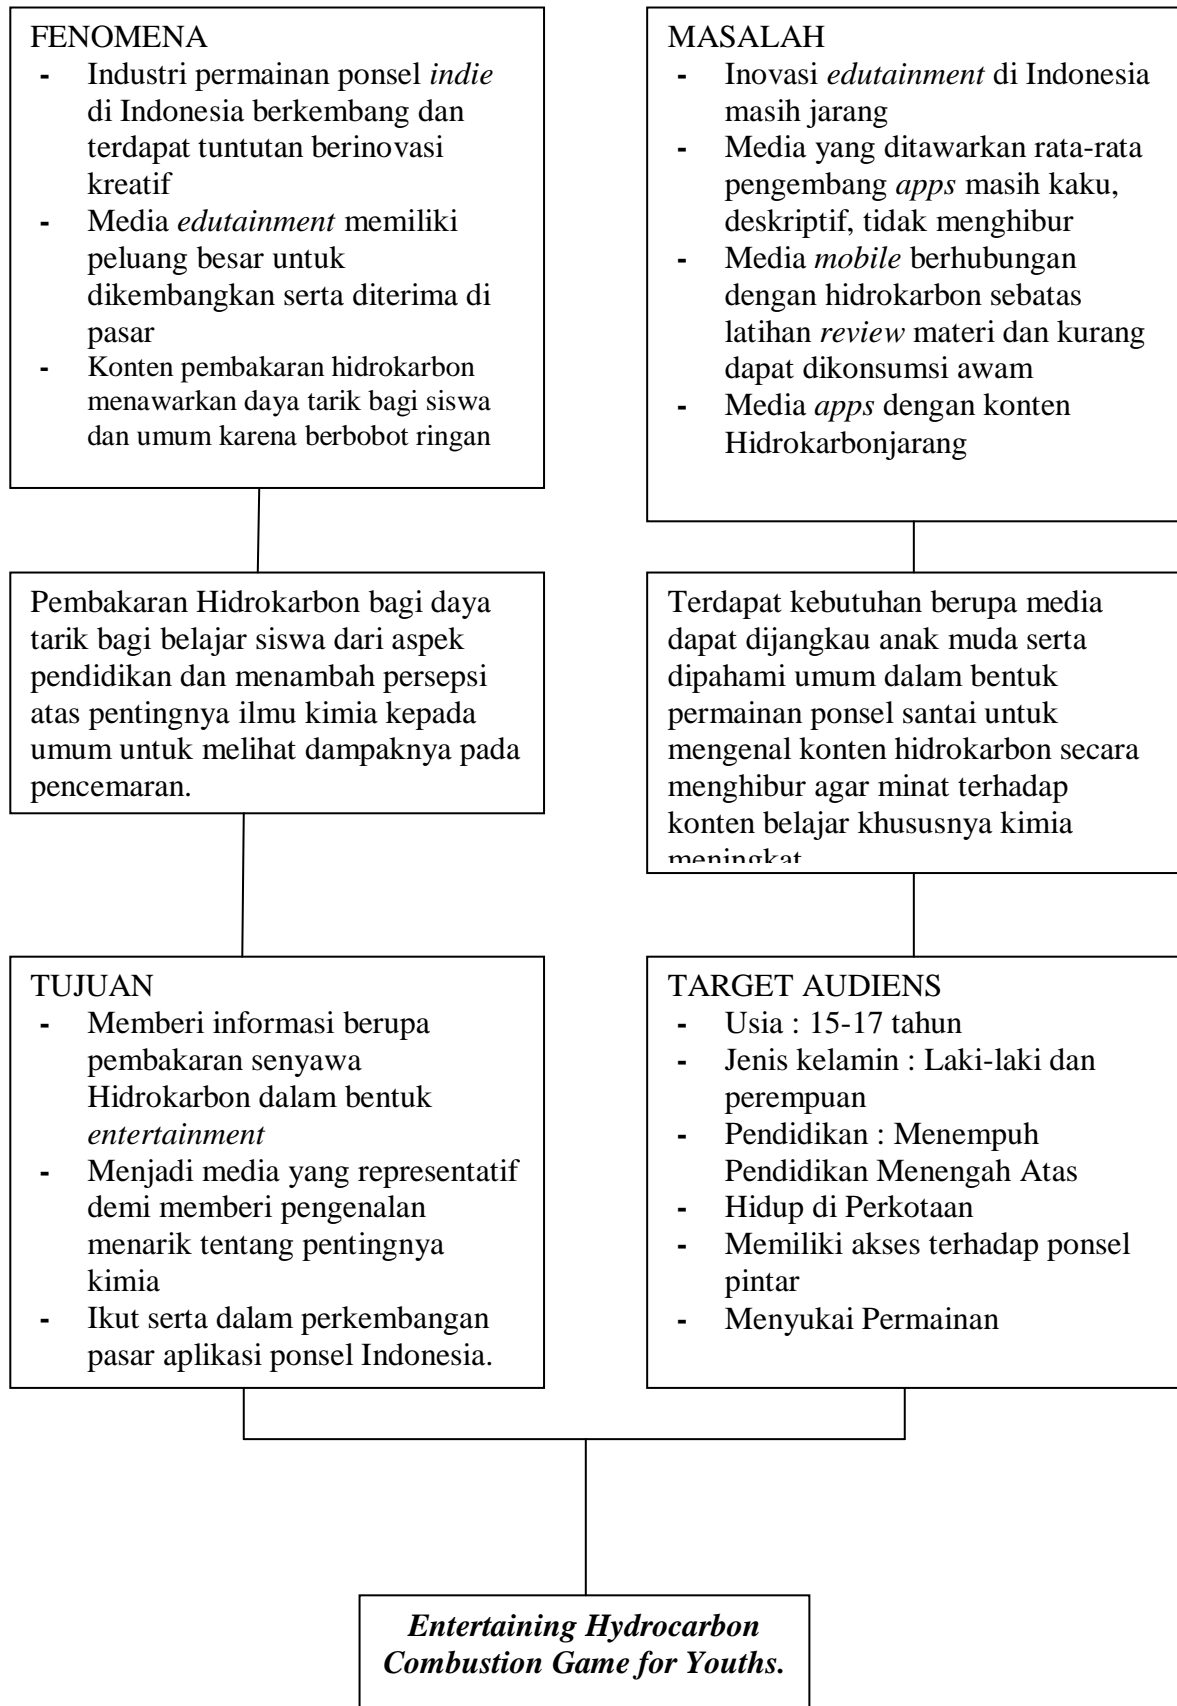 FENOMENA
- Industri permainan ponsel indie
di Indonesia berkembang dan
terdapat tuntutan berinovasi
kreatif
- Media edutainment memiliki
peluang besar untuk
dikembangkan serta diterima di
pasar
- Konten pembakaran hidrokarbon
menawarkan daya tarik bagi siswa
dan umum karena berbobot ringan
MASALAH
- Inovasi edutainment di Indonesia
masih jarang
- Media yang ditawarkan rata-rata
pengembang apps masih kaku,
deskriptif, tidak menghibur
- Media mobile berhubungan
dengan hidrokarbon sebatas
latihan review materi dan kurang
dapat dikonsumsi awam
- Media apps dengan konten
Hidrokarbonjarang
Pembakaran Hidrokarbon bagi daya
tarik bagi belajar siswa dari aspek
pendidikan dan menambah persepsi
atas pentingnya ilmu kimia kepada
umum untuk melihat dampaknya pada
pencemaran.
Terdapat kebutuhan berupa media
dapat dijangkau anak muda serta
dipahami umum dalam bentuk
permainan ponsel santai untuk
mengenal konten hidrokarbon secara
menghibur agar minat terhadap
konten belajar khususnya kimia
meningkat
TUJUAN
- Memberi informasi berupa
pembakaran senyawa
Hidrokarbon dalam bentuk
entertainment
- Menjadi media yang representatif
demi memberi pengenalan
menarik tentang pentingnya
kimia
- Ikut serta dalam perkembangan
pasar aplikasi ponsel Indonesia.
TARGET AUDIENS
- Usia : 15-17 tahun
- Jenis kelamin : Laki-laki dan
perempuan
- Pendidikan : Menempuh
Pendidikan Menengah Atas
- Hidup di Perkotaan
- Memiliki akses terhadap ponsel
pintar
- Menyukai Permainan
Entertaining Hydrocarbon
Combustion Game for Youths.